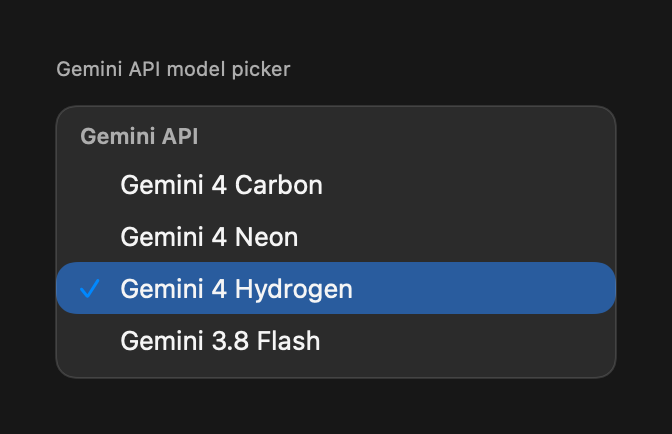 Gemini API model picker
Gemini API
Gemini 4 Carbon
Gemini 4 Neon
Gemini 4 Hydrogen
Gemini 3.8 Flash